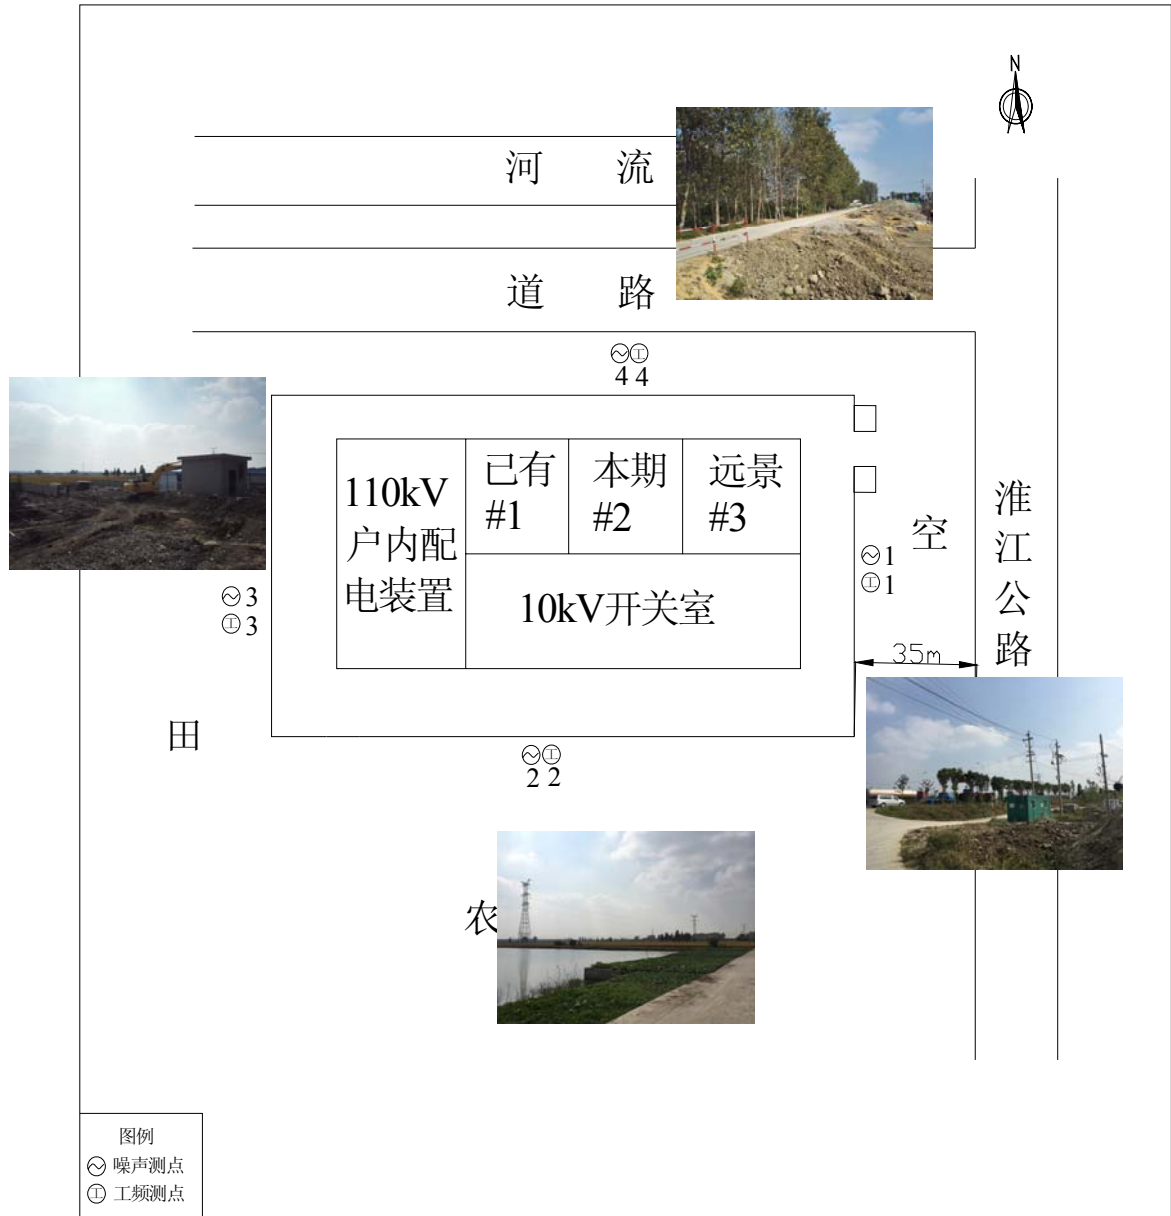 N
河 流
道 路
4 4
110kV
户内配
电装置
已有
#1
本期
#2
远景
#3
10kV开关室
1
1
空
淮江公路
35m
3
3
田
2 2
农
图例
噪声测点
工频测点